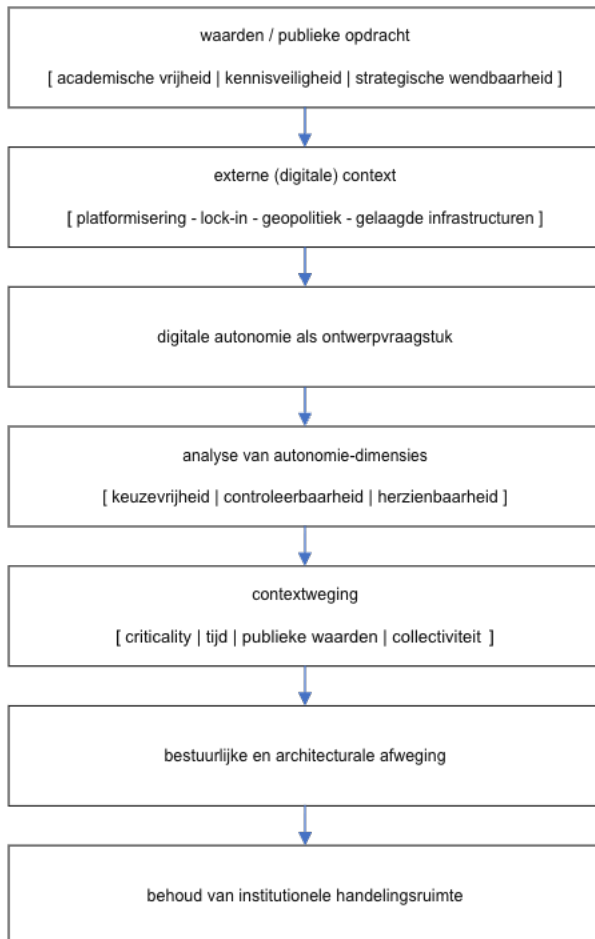 waarden / publieke opdracht
[ academische vrijheid | kennisveiligheid | strategische wendbaarheid ]
externe (digitale) context
[ platformisering - lock-in - geopolitiek - gelaagde infrastructuren ]
digitale autonomie als ontwerpvraagstuk
analyse van autonomie-dimensies
[ keuzevrijheid | controleerbaarheid | herzienbaarheid ]
contextweging
[ criticality | tijd | publieke waarden | collectiviteit ]
bestuurlijke en architecturale afweging
behoud van institutionele handelingsruimte